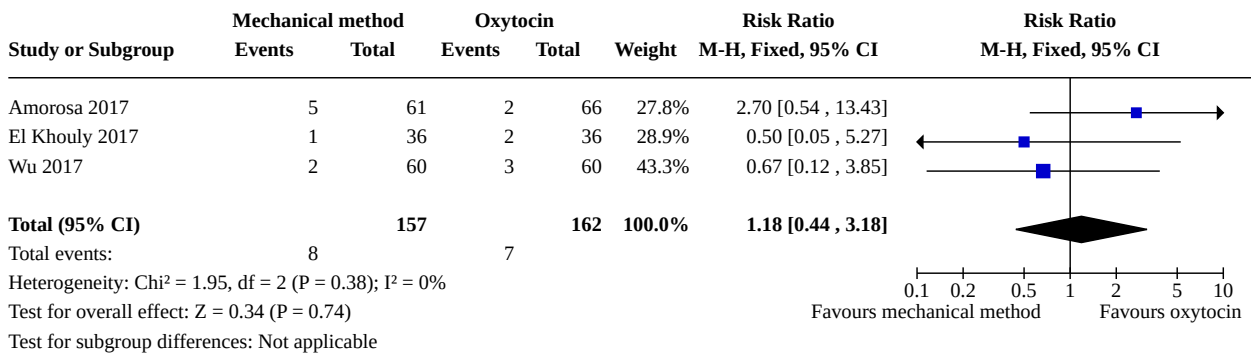 Mechanical method Oxytocin Risk Ratio Risk Ratio
Study or Subgroup Events Total Events Total Weight M-H, Fixed, 95% CI M-H, Fixed, 95% CI
Amorosa 2017 5 61 2 66 27.8% 2.70 [0.54 , 13.43]
El Khouly 2017 1 36 2 36 28.9% 0.50 [0.05 , 5.27]
Wu 2017 2 60 3 60 43.3% 0.67 [0.12 , 3.85]
Total (95% CI) 157 162 100.0% 1.18 [0.44 , 3.18]
Total events: 8 7
Heterogeneity: Chi² = 1.95, df = 2 (P = 0.38); I² = 0%
0.1 0.2 0.5 1 2 5 10
Test for overall effect: Z = 0.34 (P = 0.74) Favours mechanical method Favours oxytocin
Test for subgroup differences: Not applicable